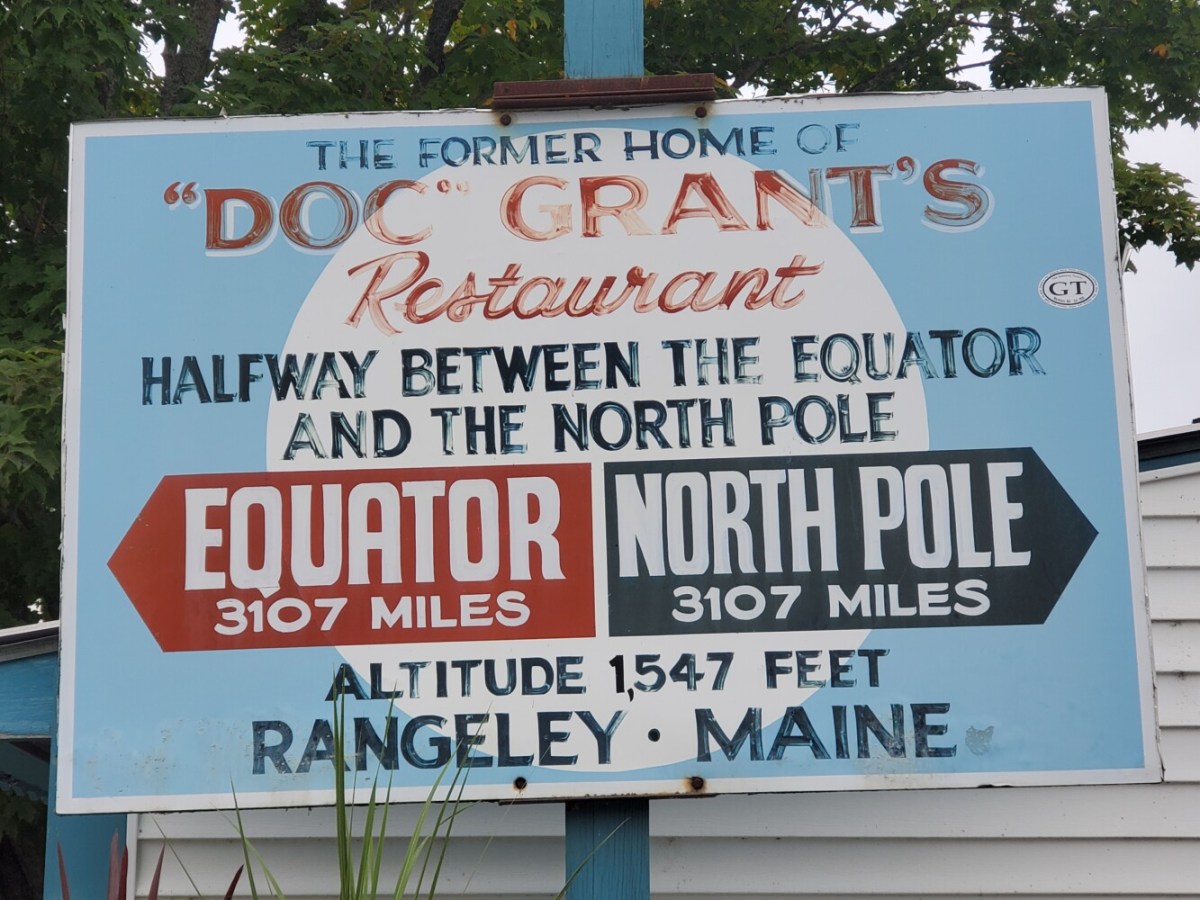 THE FORMER HOME OF
"DOC" GRANT'S
Restaurant
GT
HALFWAY BETWEEN THE EQUATOR
AND THE NORTH POLE
EQUATOR
3107 MILES
NORTH POLE
3107 MILES
ALTITUDE 1,547 FEET
RANGELEY · MAINE